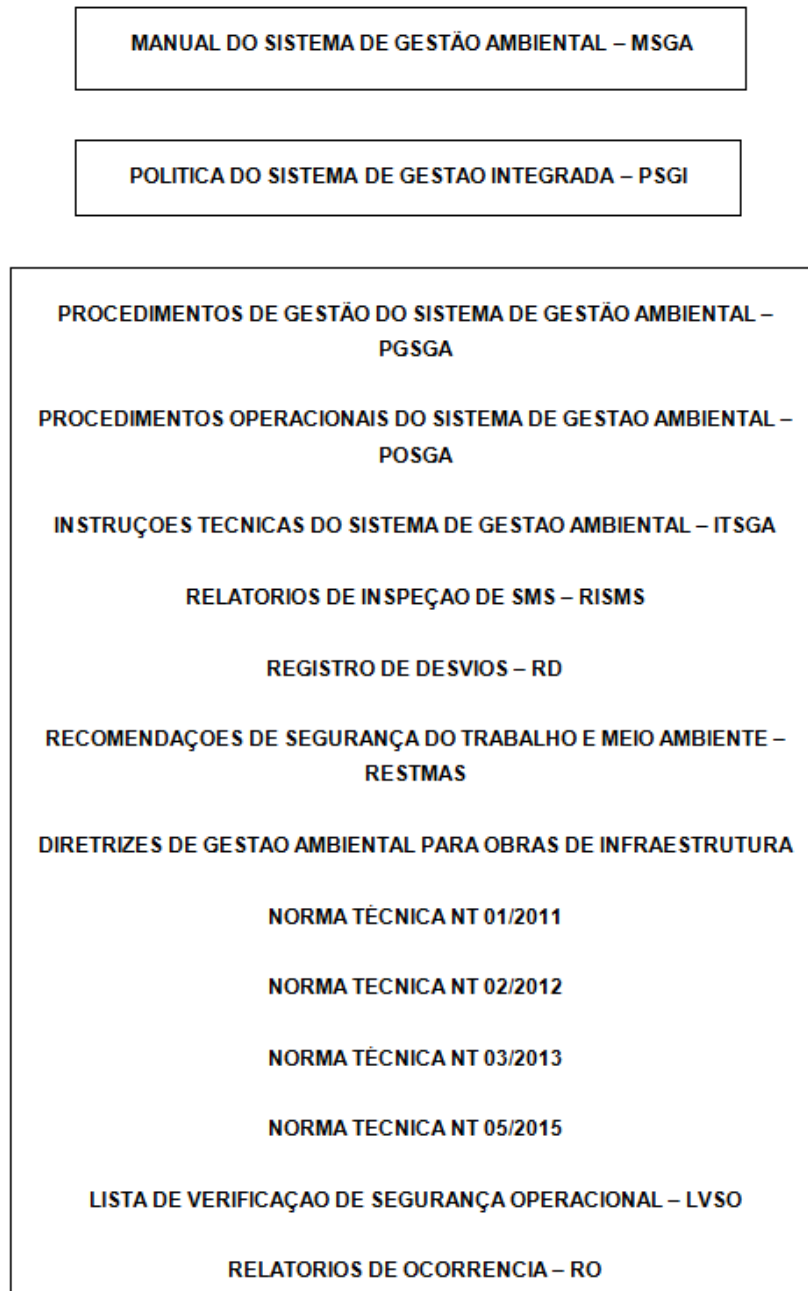 MANUAL DO SISTEMA DE GESTÃO AMBIENTAL – MSGA
POLITICA DO SISTEMA DE GESTAO INTEGRADA – PSGI
PROCEDIMENTOS DE GESTÃO DO SISTEMA DE GESTÃO AMBIENTAL –
PGSGA
PROCEDIMENTOS OPERACIONAIS DO SISTEMA DE GESTAO AMBIENTAL –
POSGA
INSTRUÇOES TECNICAS DO SISTEMA DE GESTAO AMBIENTAL – ITSGA
RELATORIOS DE INSPEÇAO DE SMS – RISMS
REGISTRO DE DESVIOS – RD
RECOMENDAÇOES DE SEGURANÇA DO TRABALHO E MEIO AMBIENTE –
RESTMAS
DIRETRIZES DE GESTAO AMBIENTAL PARA OBRAS DE INFRAESTRUTURA
NORMA TÉCNICA NT 01/2011
NORMA TECNICA NT 02/2012
NORMA TÉCNICA NT 03/2013
NORMA TECNICA NT 05/2015
LISTA DE VERIFICAÇAO DE SEGURANÇA OPERACIONAL – LVSO
RELATORIOS DE OCORRENCIA – RO